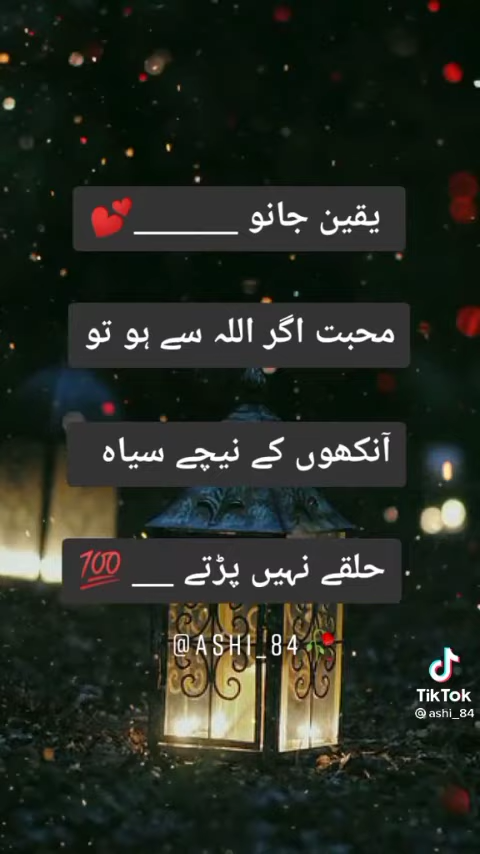 یقین جانو ______💕
محبت اگر اللہ سے ہو تو
آنکھوں کے نیچے سیاہ
حلقے نہیں پڑتے __ 💯
@ASHI_84🥀
TikTok
@ashi_84